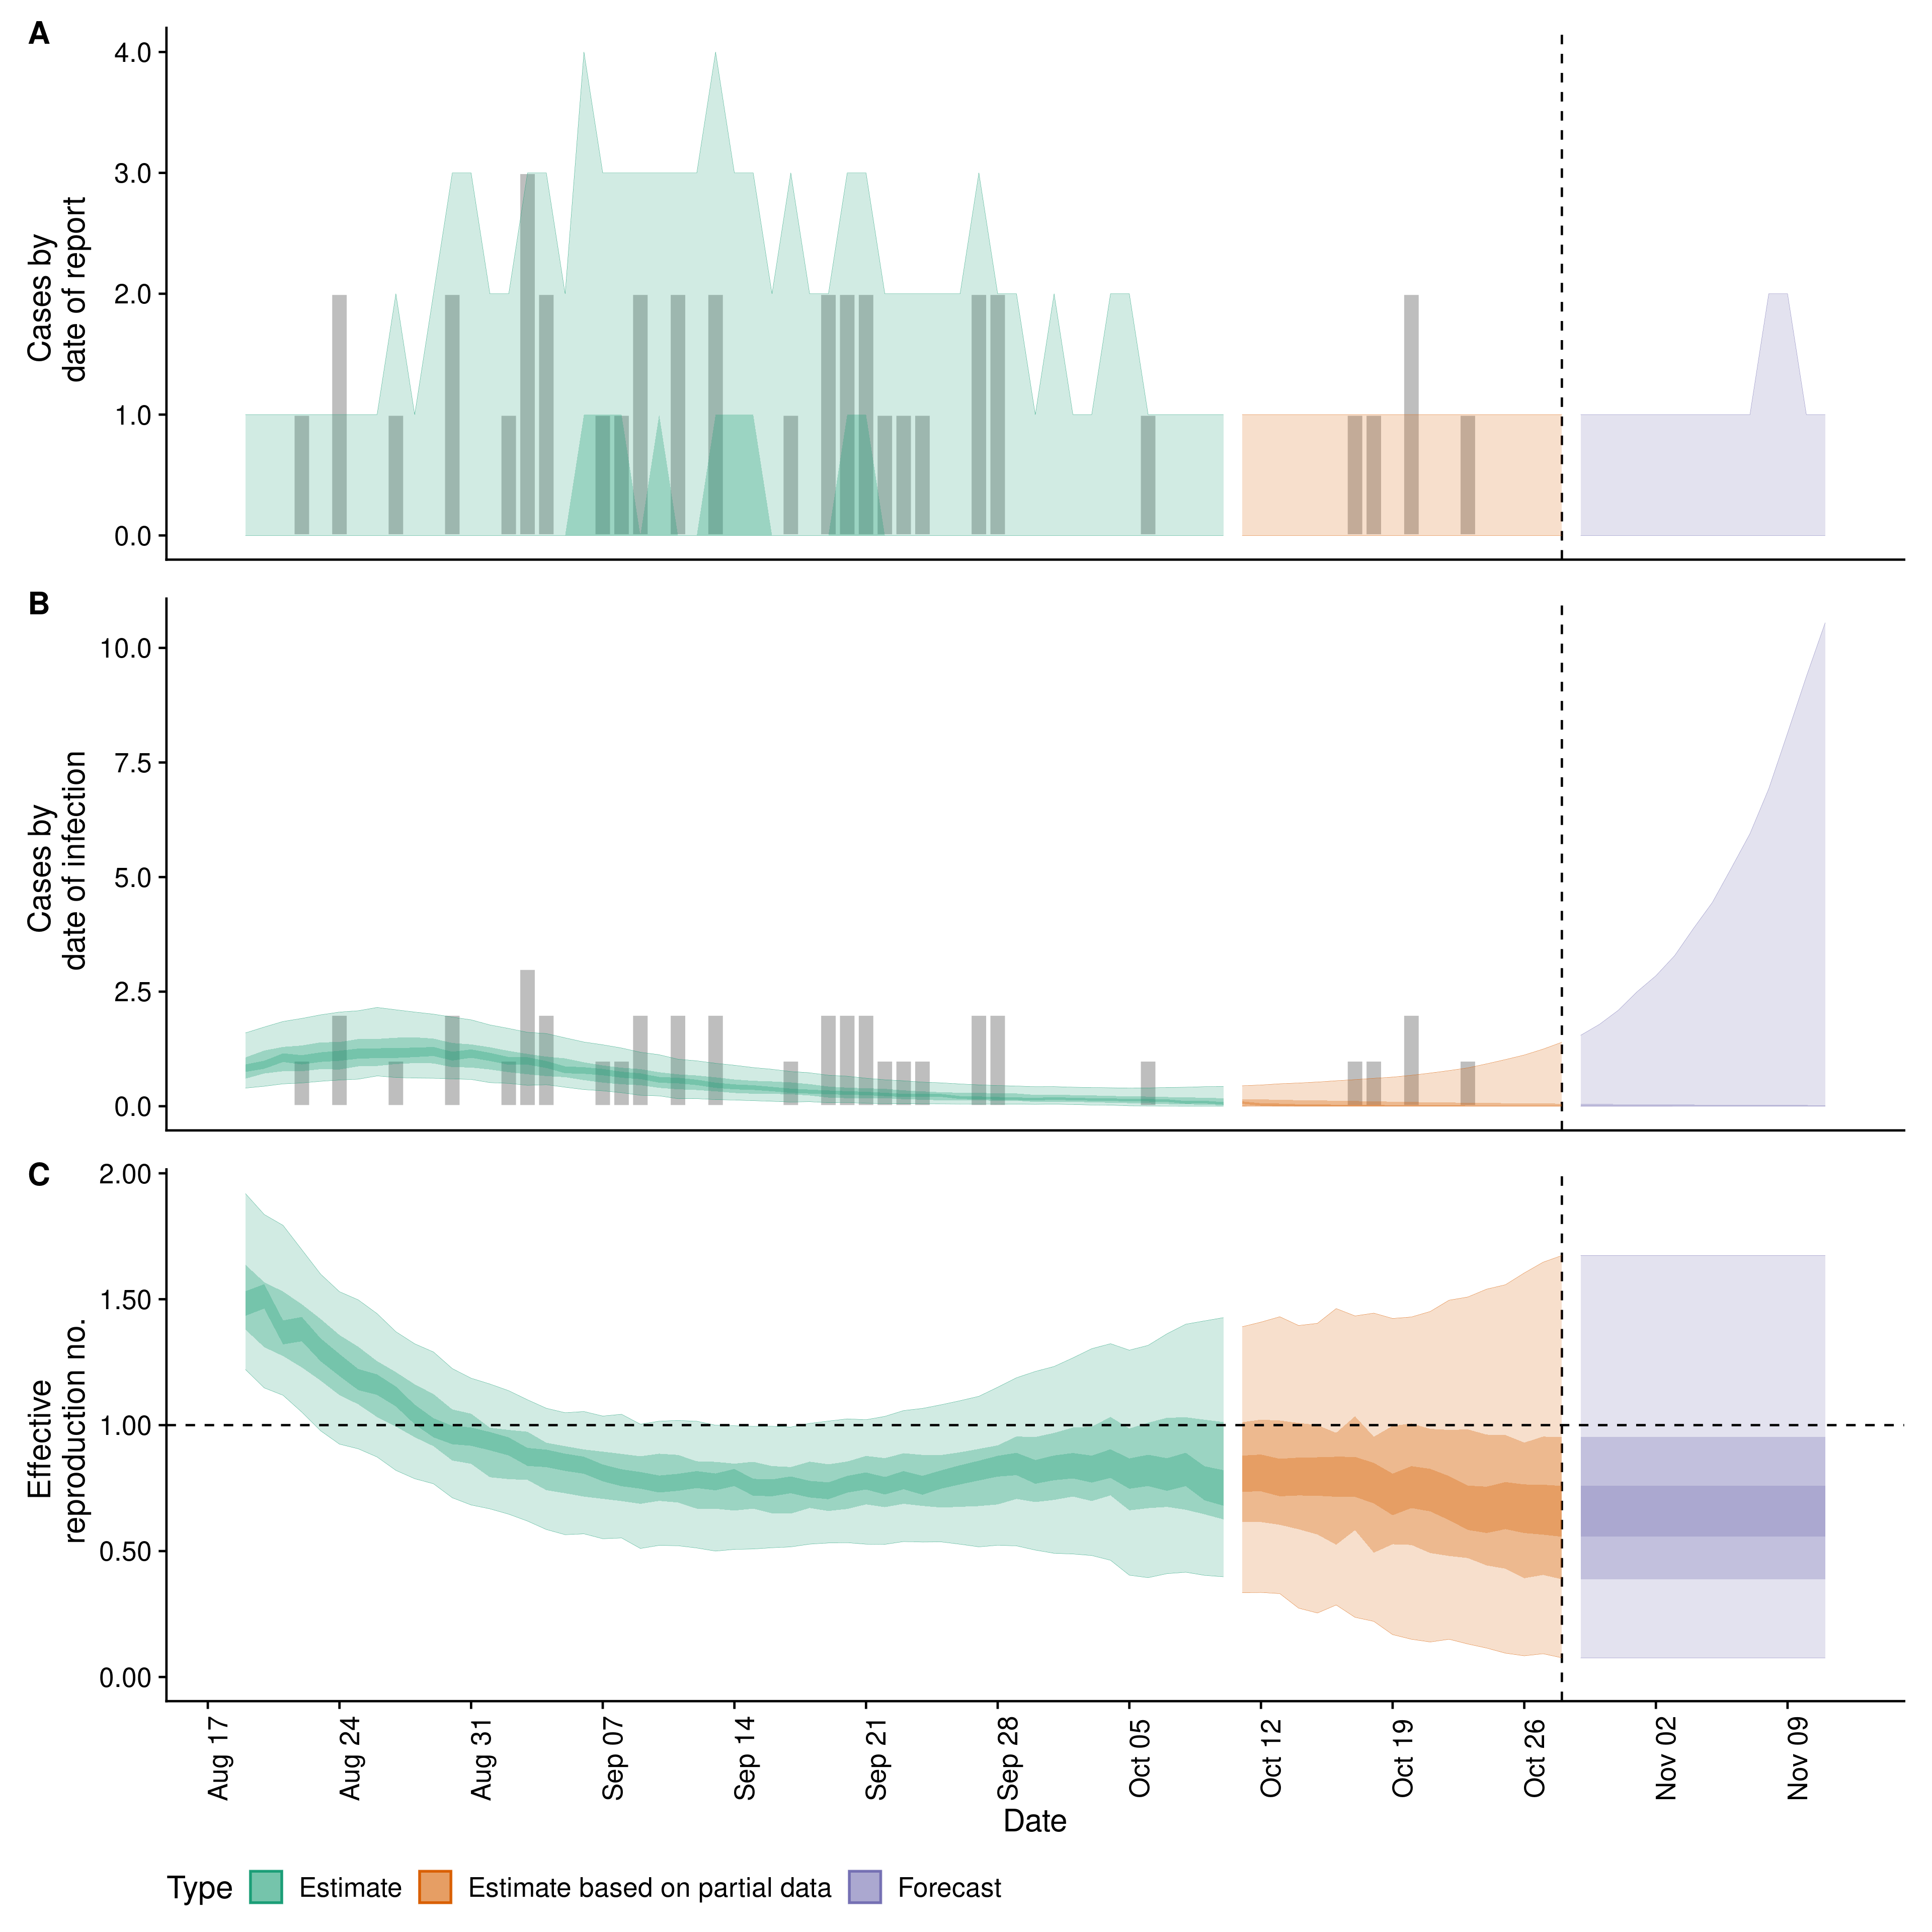 A
4.0
3.0
2.0
1.0
0.0
Cases by
date of report
B
10.0
7.5
5.0
2.5
0.0
Cases by
date of infection
C
2.00
1.50
1.00
0.50
0.00
Effective
reproduction no.
Aug 17
Aug 24
Aug 31
Sep 07
Sep 14
Sep 21
Sep 28
Oct 05
Oct 12
Oct 19
Oct 26
Nov 02
Nov 09
Date
Type Estimate Estimate based on partial data Forecast